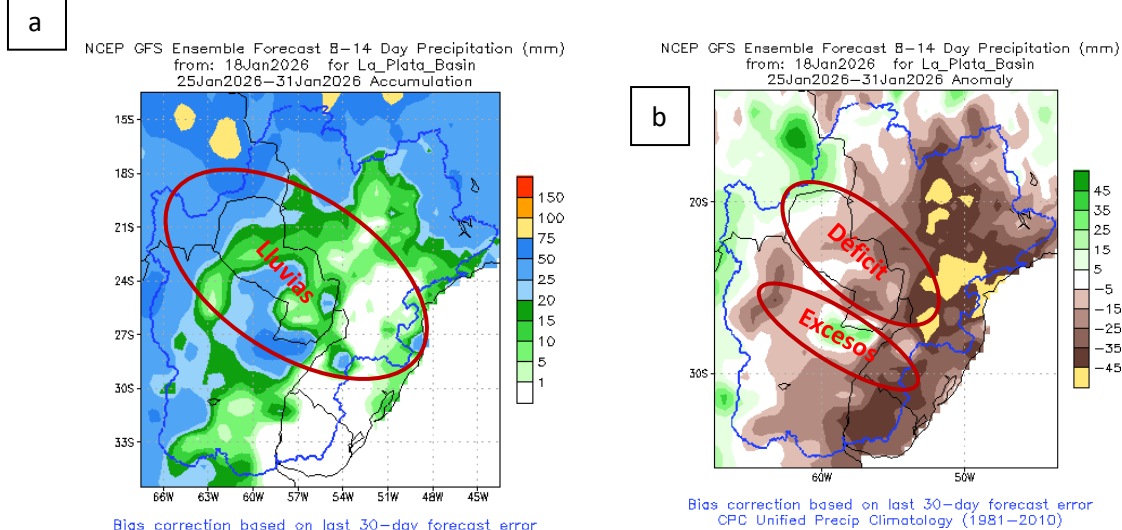 a
NCEP GFS Ensemble Forecast 8-14 Day Precipitation (mm)
from: 18Jan2026 for La_Plata_Basin
25Jan2026-31Jan2026 Accumulation
15S
18S
21S
24S
27S
30S
33S
66W 63W 60W 57W 54W 51W 48W 45W
Lluvias
150
100
75
50
25
20
15
10
5
1
Bias correction based on last 30-day forecast error
b
NCEP GFS Ensemble Forecast 8-14 Day Precipitation (mm)
from: 18Jan2026 for La_Plata_Basin
25Jan2026-31Jan2026 Anomaly
20S
30S
60W 50W
Déficit
Excesos
45
35
25
15
5
-5
-15
-25
-35
-45
Bias correction based on last 30-day forecast error
CPC Unified Precip Climatology (1981-2010)